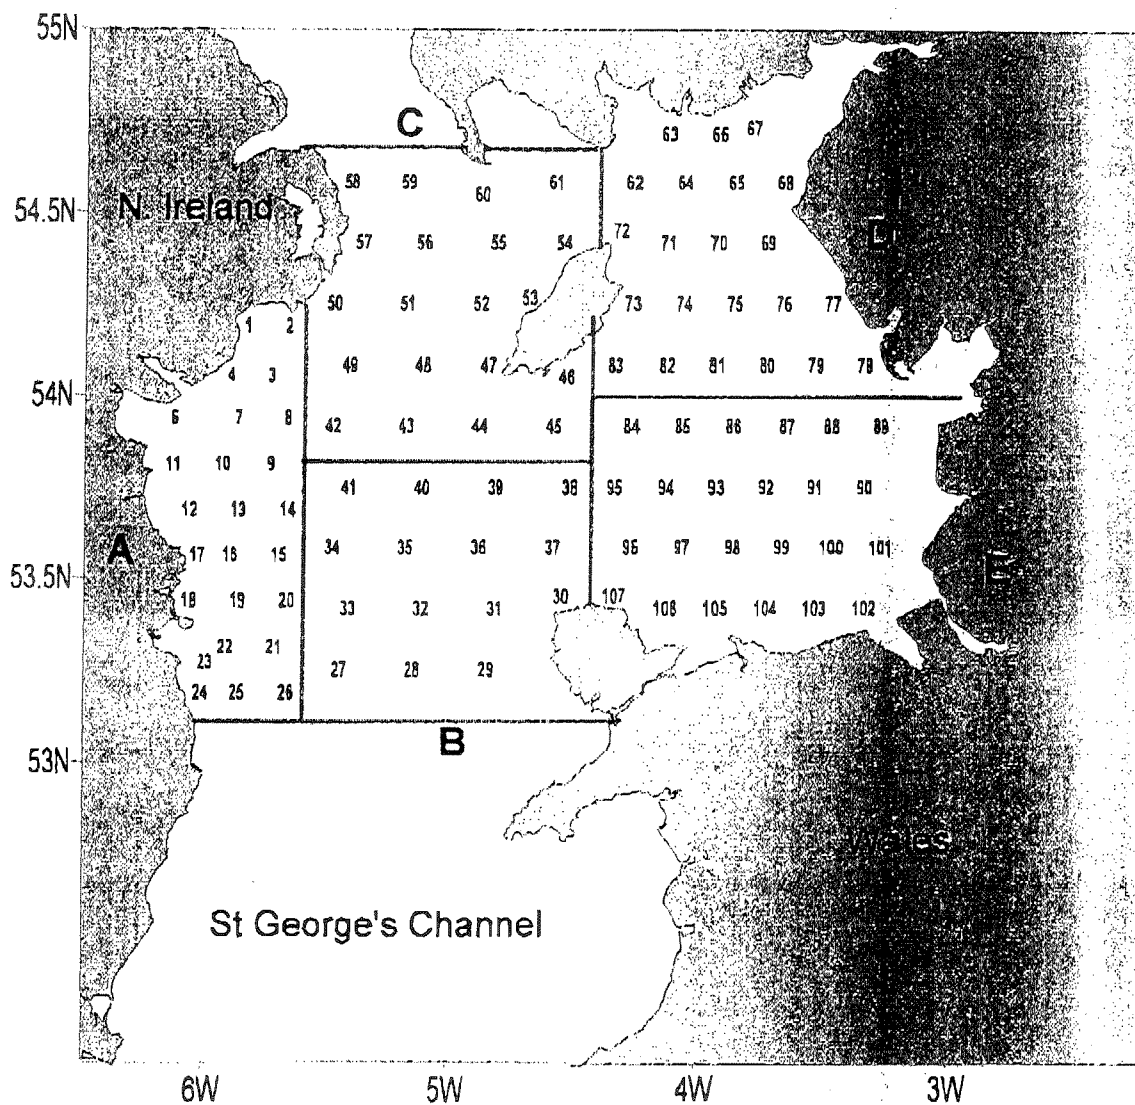 55N
C
63 66 67
58 59 60 61 62 64 65 68
54.5N N. Ireland
72 D
57 56 55 54 71 70 69
50 51 52 53 73 74 75 76 77
1 2
49 48 47 46 83 82 81 80 79 78
4 3
54N
6 7 8 42 43 44 45 84 85 86 87 88 89
11 10 9
41 40 39 38 95 94 93 92 91 90
12 13 14
A 17 16 15 34 35 36 37 96 97 98 99 100 101
53.5N E
18 19 20 33 32 31 30 107 106 105 104 103 102
22 21
23 27 28 29
24 25 26
B
53N
Wales
St George's Channel
6W 5W 4W 3W